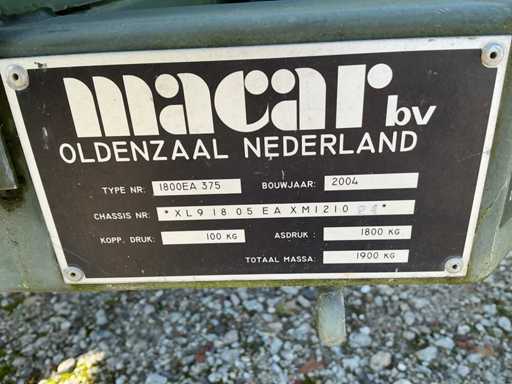 macar bv
OLDENZAAL NEDERLAND
TYPE NR: 1800EA 375 BOUWJAAR: 2004
CHASSIS NR: *XL9 18 05 EA XM1210 *
KOPP. DRUK: 100 KG ASDRUK: 1800 KG
TOTAAL MASSA: 1900 KG